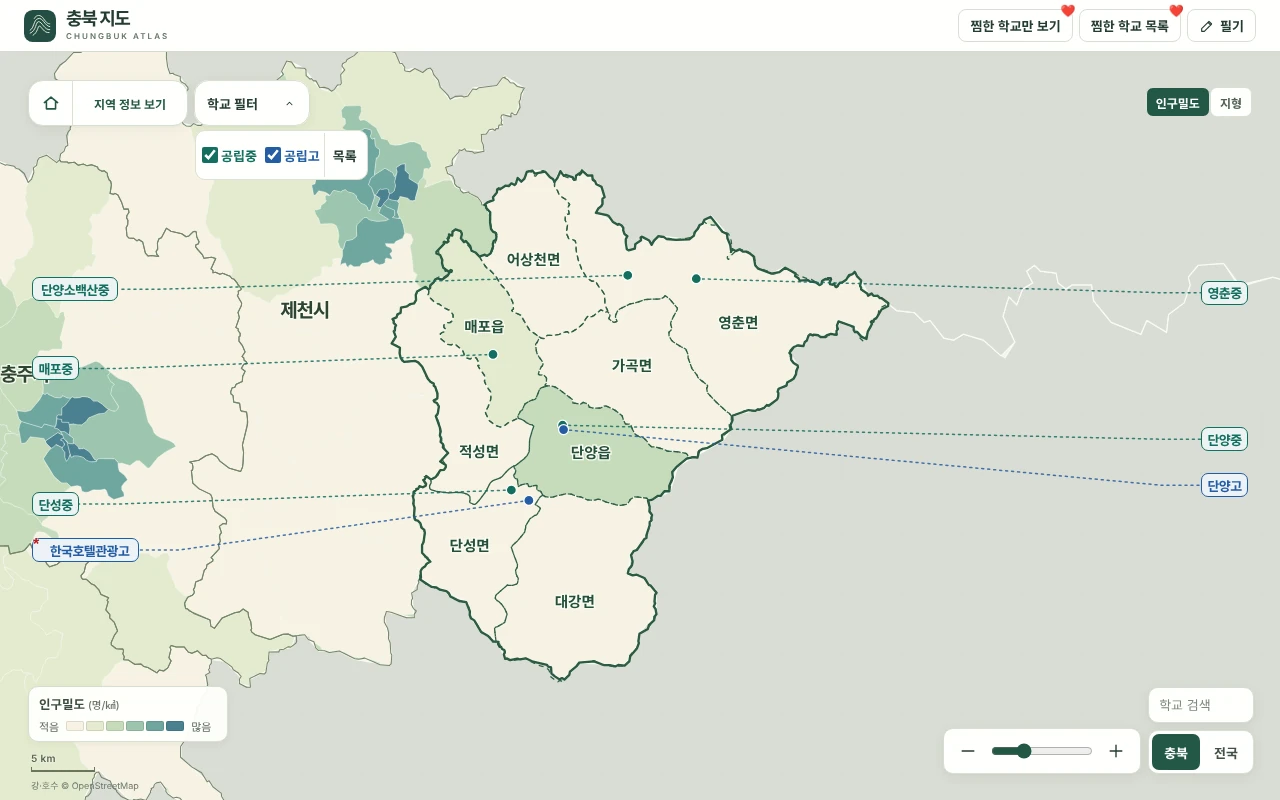 충북 지도
CHUNGBUK ATLAS
찜한 학교만 보기
찜한 학교 목록
필기
지역 정보 보기
학교 필터
인구밀도
지형
공립중
공립고
목록
어상천면
단양소백산중
영춘중
제천시
매포읍
영춘면
가곡면
매포중
충주
단양중
적성면
단양읍
단양고
단성중
한국호텔관광고
단성면
대강면
인구밀도 (명/㎢)
적음
많음
학교 검색
충북
전국
5 km
강·호수 © OpenStreetMap